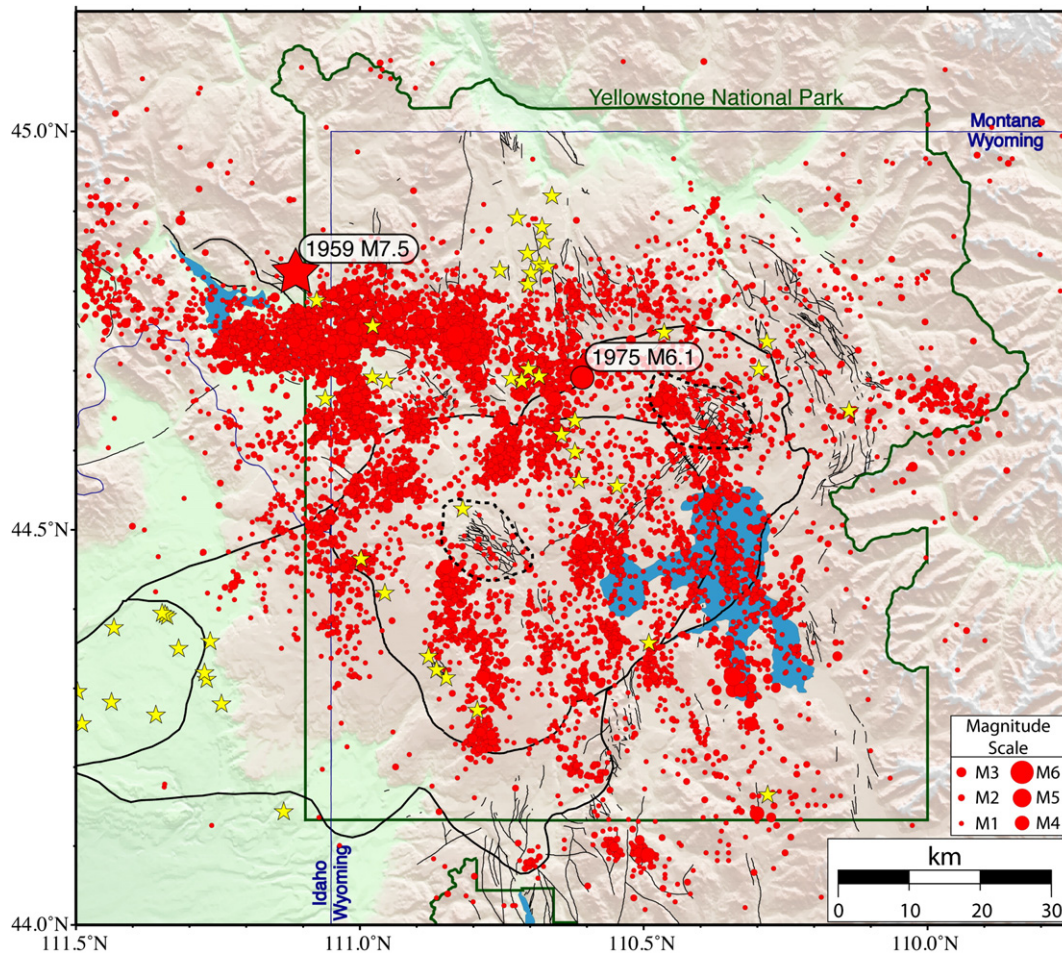 Yellowstone National Park
45.0°N
Montana
Wyoming
1959 M7.5
1975 M6.1
44.5°N
Magnitude
Scale
M3 M6
M2 M5
M1 M4
Idaho
Wyoming
km
0 10 20 30
44.0°N
111.5°N 111.0°N 110.5°N 110.0°N